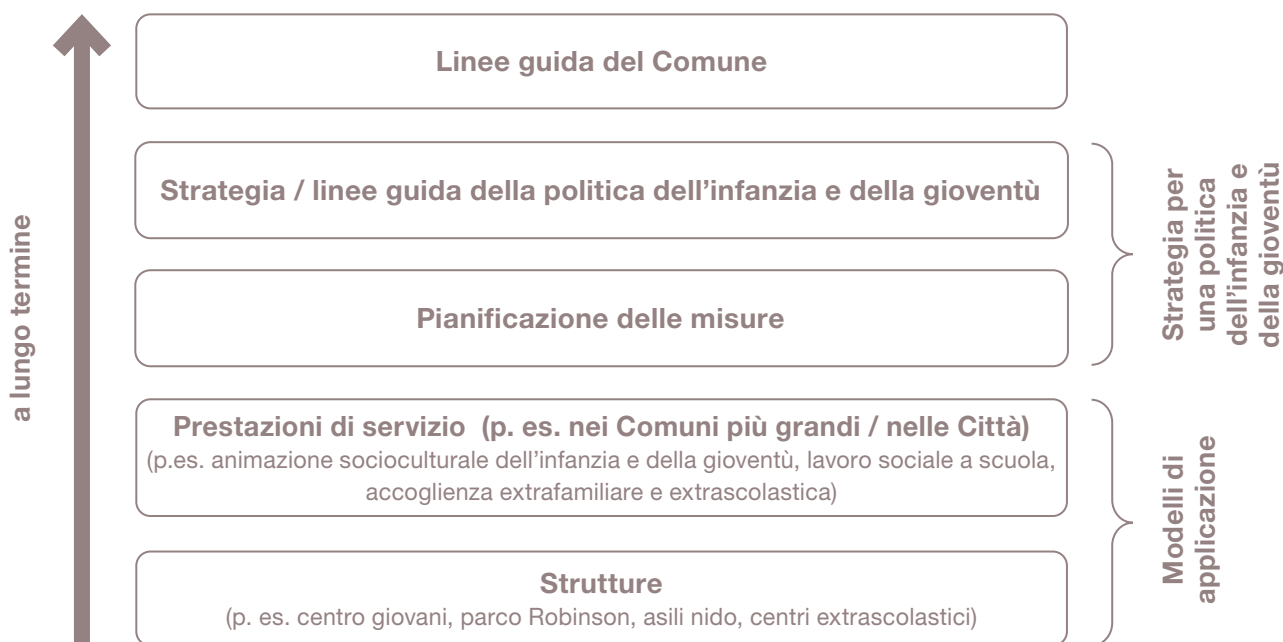 a lungo termine
Linee guida del Comune
Strategia / linee guida della politica dell’infanzia e della gioventù
Pianificazione delle misure
Strategia per
una politica
dell'infanzia e
della gioventù
Prestazioni di servizio (p. es. nei Comuni più grandi / nelle Città)
(p.es. animazione socioculturale dell’infanzia e della gioventù, lavoro sociale a scuola,
accoglienza extrafamiliare e extrascolastica)
Strutture
(p. es. centro giovani, parco Robinson, asili nido, centri extrascolastici)
Modelli di
applicazione